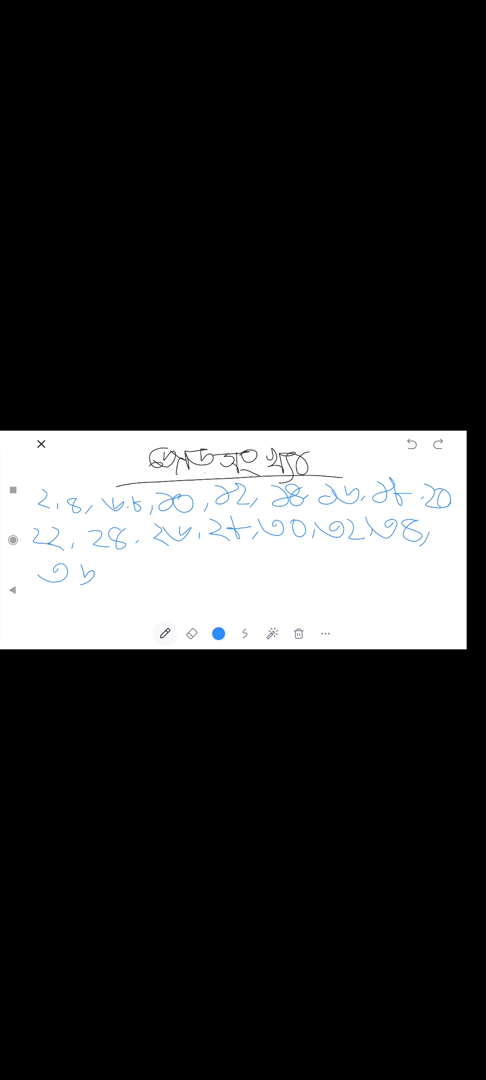 ২, ৪, ৬, ৮, ১০, ১২, ১৪, ১৬, ১৮, ২০
২২, ২৪, ২৬, ২৮, ৩০, ৩২, ৩৪,
৩৬